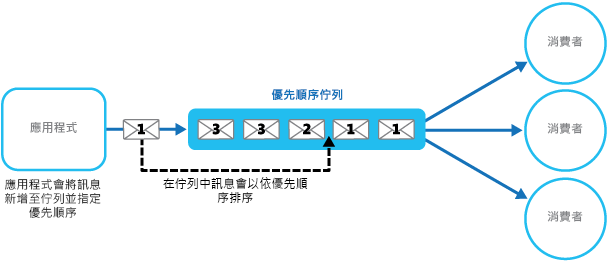 消費者
優先順序佇列
應用程式
1
3
3
2
1
1
消費者
應用程式會將訊息
新增至佇列並指定
優先順序
在佇列中訊息會以依優先順
序排序
消費者